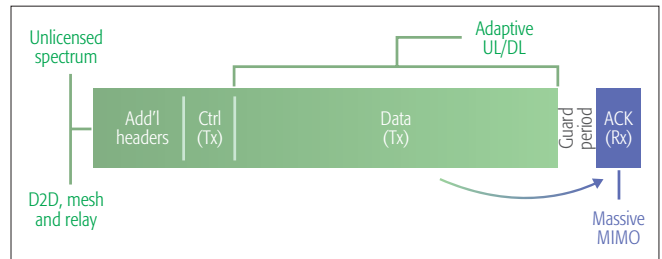 Unlicensed
spectrum
Adaptive
UL/DL
Add'l
headers
Ctrl
(Tx)
Data
(Tx)
Guard
period
ACK
(Rx)
D2D, mesh
and relay
Massive
MIMO